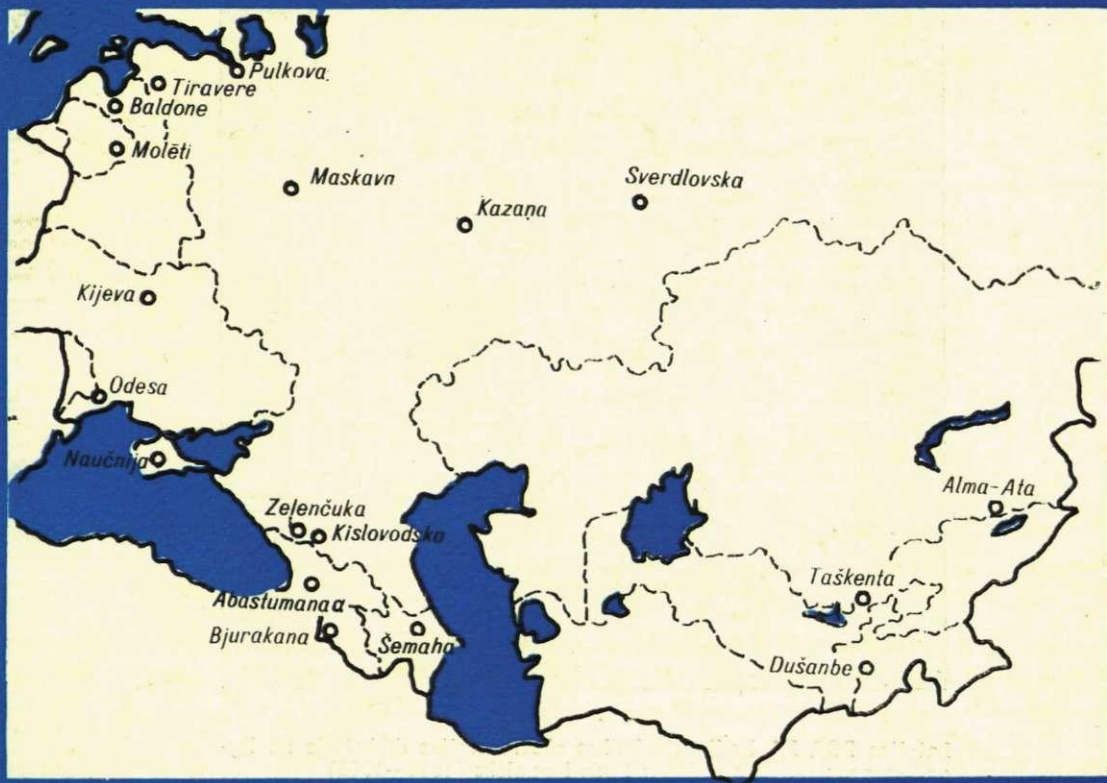 Pulkova
Tiravere
Baldone
Molēti
Maskava
Sverdlovska
Kazaņa
Kijeva
Odesa
Naučnija
Alma-Ata
Zelenčuka
Kislovodska
Taškenta
Abastumana
Bjurakana
Šemaha
Dušanbe